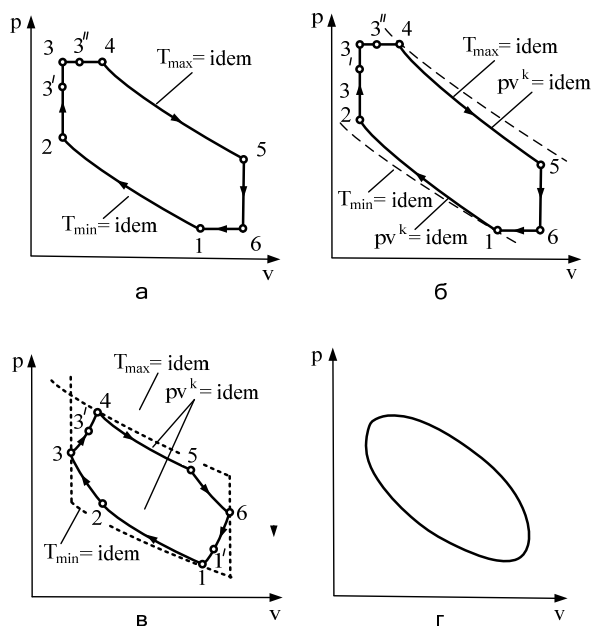 p
3 3″ 4
3′
T_max= idem
2
5
T_min= idem
1
6
v
а
p
3 3″ 4
′
3
T_max= idem
pv^k= idem
2
5
T_min= idem
pv^k= idem
1
6
v
б
p
T_max= idem
4
pv^k= idem
3′
3
5
2
6
T_min= idem
1 1′
v
в
p
v
г